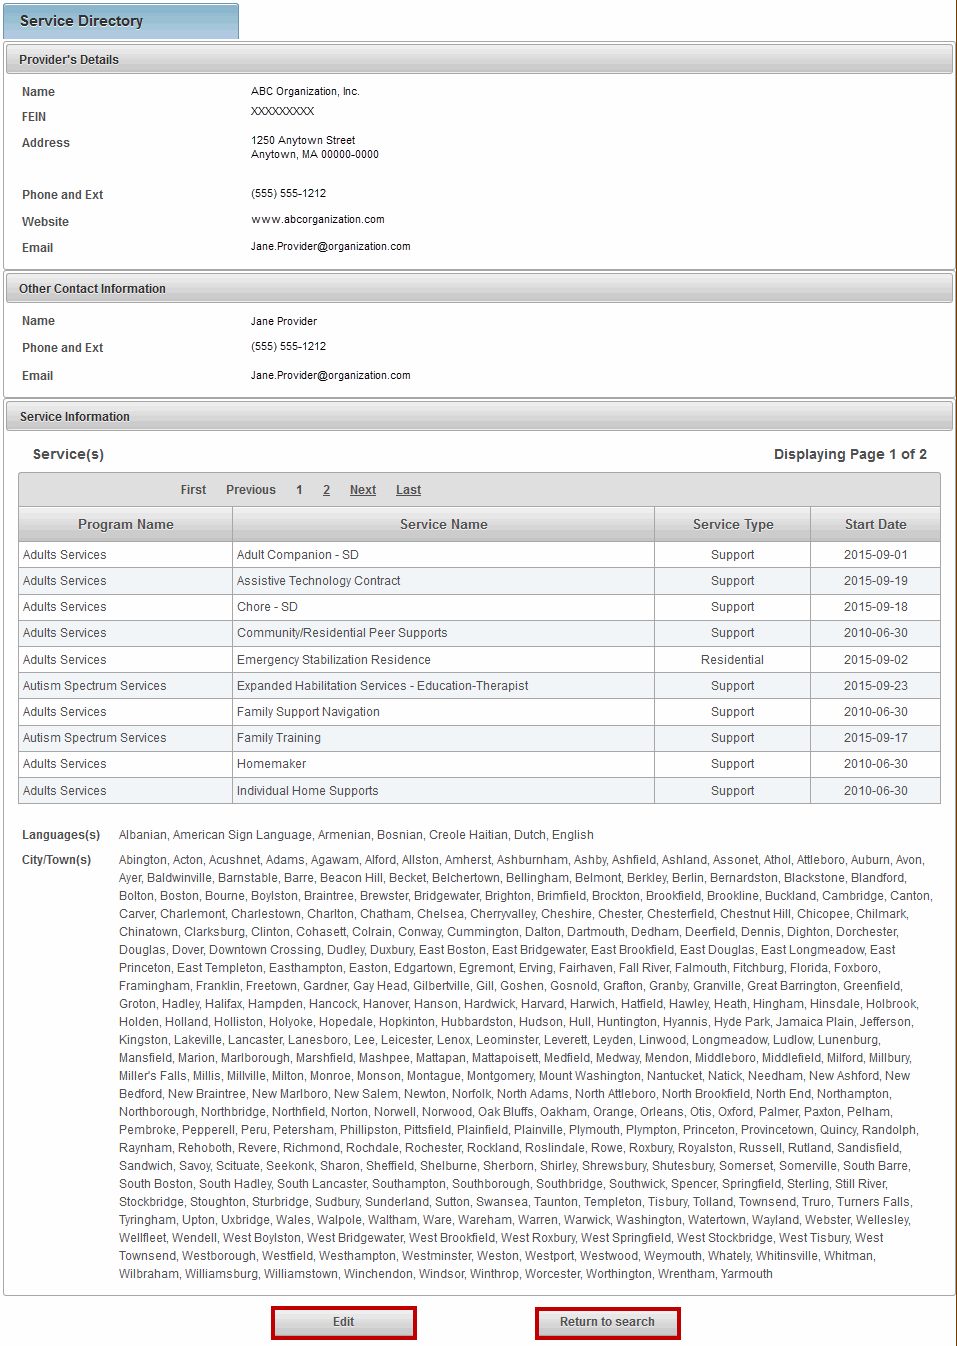 Service Directory
Provider's Details
Name ABC Organization, Inc.
FEIN XXXXXXXXX
Address 1250 Anytown Street
Anytown, MA 00000-0000
Phone and Ext (555) 555-1212
Website www.abcorganization.com
Email Jane.Provider@organization.com
Other Contact Information
Name Jane Provider
Phone and Ext (555) 555-1212
Email Jane.Provider@organization.com
Service Information
Service(s) Displaying Page 1 of 2
First Previous 1 2 Next Last
Program Name Service Name Service Type Start Date
Adults Services Adult Companion - SD Support 2015-09-01
Adults Services Assistive Technology Contract Support 2015-09-19
Adults Services Chore - SD Support 2015-09-18
Adults Services Community/Residential Peer Supports Support 2010-06-30
Adults Services Emergency Stabilization Residence Residential 2015-09-02
Autism Spectrum Services Expanded Habilitation Services - Education-Therapist Support 2015-09-23
Adults Services Family Support Navigation Support 2010-06-30
Autism Spectrum Services Family Training Support 2015-09-17
Adults Services Homemaker Support 2010-06-30
Adults Services Individual Home Supports Support 2010-06-30
Languages(s) Albanian, American Sign Language, Armenian, Bosnian, Creole Haitian, Dutch, English
City/Town(s) Abington, Acton, Acushnet, Adams, Agawam, Alford, Allston, Amherst, Ashburnham, Ashby, Ashfield, Ashland, Assonet, Athol, Attleboro, Auburn, Avon,
Ayer, Baldwinville, Barnstable, Barre, Beacon Hill, Becket, Belchertown, Bellingham, Belmont, Berkley, Berlin, Bernardston, Blackstone, Blandford,
Bolton, Boston, Bourne, Boylston, Braintree, Brewster, Bridgewater, Brighton, Brimfield, Brockton, Brookfield, Brookline, Buckland, Cambridge, Canton,
Carver, Charlemont, Charlestown, Charlton, Chatham, Chelsea, Cherryvalley, Cheshire, Chester, Chesterfield, Chestnut Hill, Chicopee, Chilmark,
Chinatown, Clarksburg, Clinton, Cohasett, Colrain, Conway, Cummington, Dalton, Dartmouth, Dedham, Deerfield, Dennis, Dighton, Dorchester,
Douglas, Dover, Downtown Crossing, Dudley, Duxbury, East Boston, East Bridgewater, East Brookfield, East Douglas, East Longmeadow, East
Princeton, East Templeton, Easthampton, Easton, Edgartown, Egremont, Erving, Fairhaven, Fall River, Falmouth, Fitchburg, Florida, Foxboro,
Framingham, Franklin, Freetown, Gardner, Gay Head, Gilbertville, Gill, Goshen, Gosnold, Grafton, Granby, Granville, Great Barrington, Greenfield,
Groton, Hadley, Halifax, Hampden, Hancock, Hanover, Hanson, Hardwick, Harvard, Harwich, Hatfield, Hawley, Heath, Hingham, Hinsdale, Holbrook,
Holden, Holland, Holliston, Holyoke, Hopedale, Hopkinton, Hubbardston, Hudson, Hull, Huntington, Hyannis, Hyde Park, Jamaica Plain, Jefferson,
Kingston, Lakeville, Lancaster, Lanesboro, Lee, Leicester, Lenox, Leominster, Leverett, Leyden, Linwood, Longmeadow, Ludlow, Lunenburg,
Mansfield, Marion, Marlborough, Marshfield, Mashpee, Mattapan, Mattapoisett, Medfield, Medway, Mendon, Middleboro, Middlefield, Milford, Millbury,
Miller's Falls, Millis, Millville, Milton, Monroe, Monson, Montague, Montgomery, Mount Washington, Nantucket, Natick, Needham, New Ashford, New
Bedford, New Braintree, New Marlboro, New Salem, Newton, Norfolk, North Adams, North Attleboro, North Brookfield, North End, Northampton,
Northborough, Northbridge, Northfield, Norton, Norwell, Norwood, Oak Bluffs, Oakham, Orange, Orleans, Otis, Oxford, Palmer, Paxton, Pelham,
Pembroke, Pepperell, Peru, Petersham, Phillipston, Pittsfield, Plainfield, Plainville, Plymouth, Plympton, Princeton, Provincetown, Quincy, Randolph,
Raynham, Rehoboth, Revere, Richmond, Rochdale, Rochester, Rockland, Roslindale, Rowe, Roxbury, Royalston, Russell, Rutland, Sandisfield,
Sandwich, Savoy, Scituate, Seekonk, Sharon, Sheffield, Shelburne, Sherborn, Shirley, Shrewsbury, Shutesbury, Somerset, Somerville, South Barre,
South Boston, South Hadley, South Lancaster, Southampton, Southborough, Southbridge, Southwick, Spencer, Springfield, Sterling, Still River,
Stockbridge, Stoughton, Sturbridge, Sudbury, Sunderland, Sutton, Swansea, Taunton, Templeton, Tisbury, Tolland, Townsend, Truro, Turners Falls,
Tyringham, Upton, Uxbridge, Wales, Walpole, Waltham, Ware, Wareham, Warren, Warwick, Washington, Watertown, Wayland, Webster, Wellesley,
Wellfleet, Wendell, West Boylston, West Bridgewater, West Brookfield, West Roxbury, West Springfield, West Stockbridge, West Tisbury, West
Townsend, Westborough, Westfield, Westhampton, Westminster, Weston, Westport, Westwood, Weymouth, Whately, Whitinsville, Whitman,
Wilbraham, Williamsburg, Williamstown, Winchendon, Windsor, Winthrop, Worcester, Worthington, Wrentham, Yarmouth
Edit Return to search